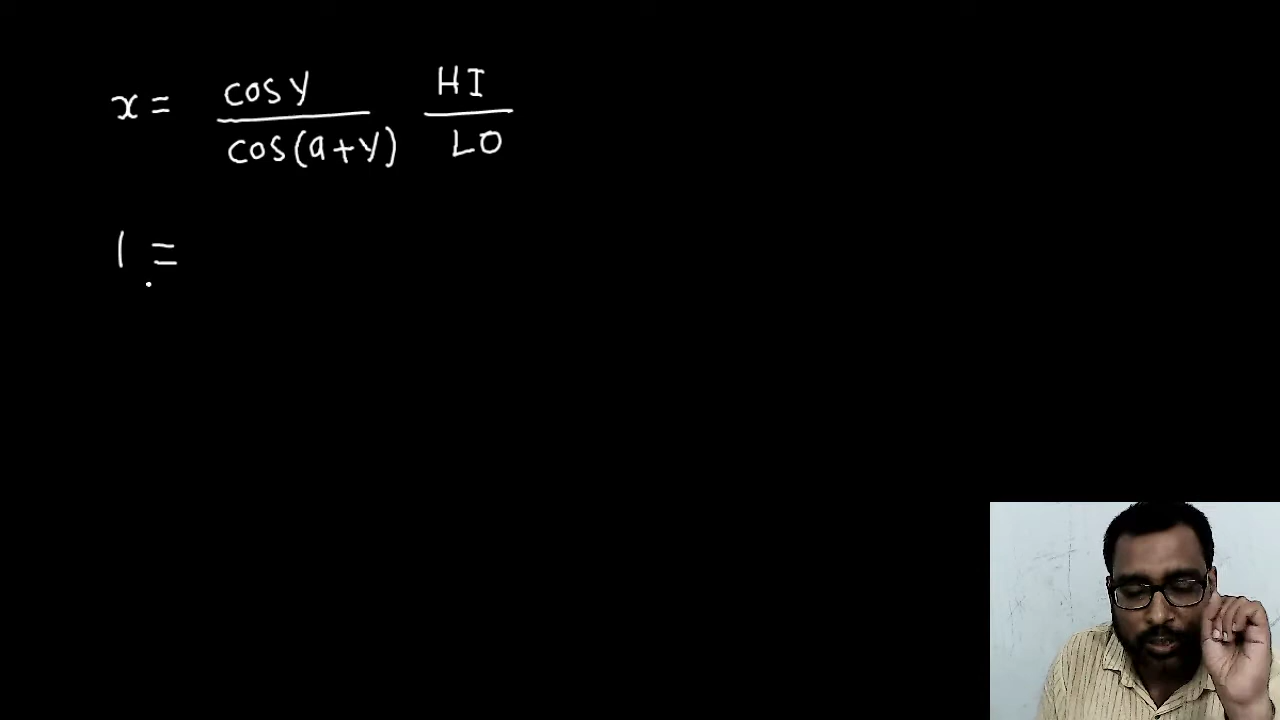 x = cos y / cos(a+y) HI / LO
1 =